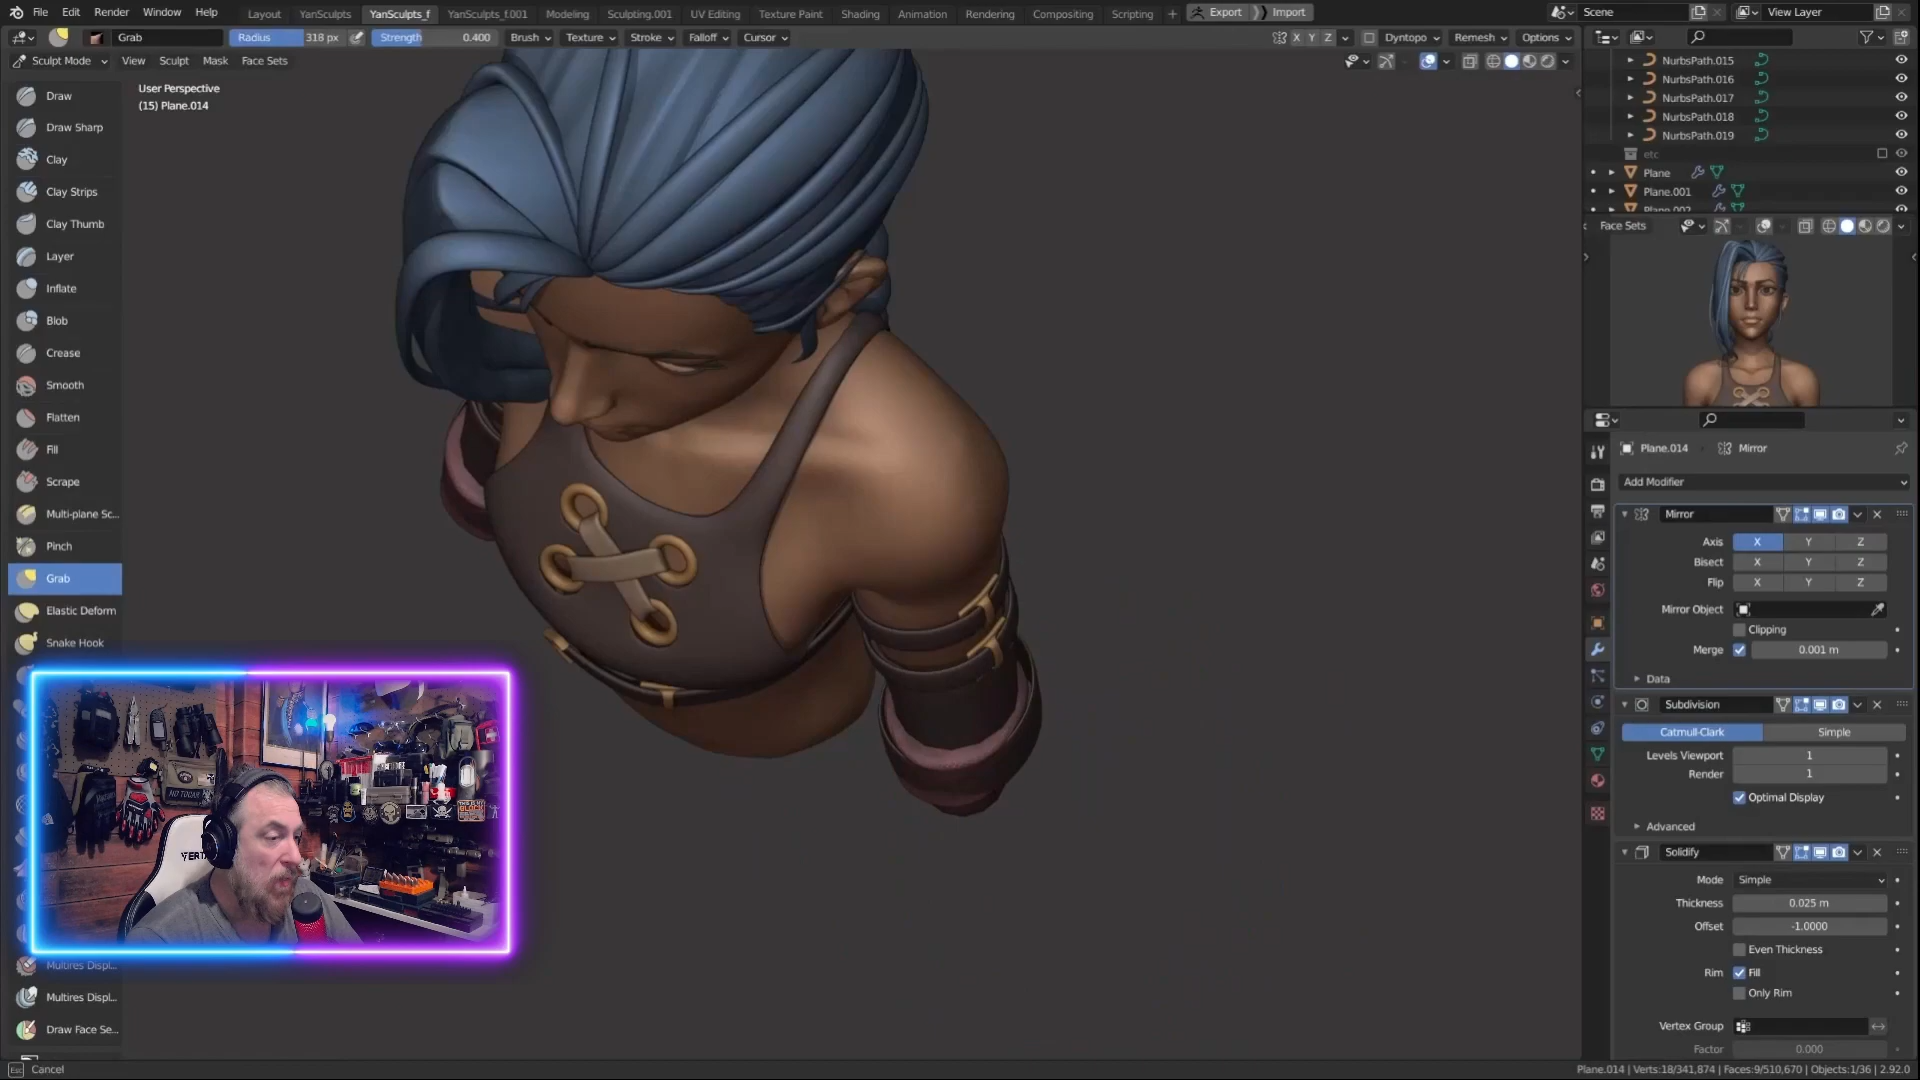 File Edit Render Window Help Layout YanSculpts YanSculpts_f YanSculpts_f.001 Modeling Sculpting.001 UV Editing Texture Paint Shading Animation Rendering Compositing Scripting + Export Import Scene View Layer
Grab Radius 318 px Strength 0.400 Brush Texture Stroke Falloff Cursor X Y Z Dyntopo Remesh Options
Sculpt Mode View Sculpt Mask Face Sets
User Perspective
(15) Plane.014
Draw
Draw Sharp
Clay
Clay Strips
Clay Thumb
Layer
Inflate
Blob
Crease
Smooth
Flatten
Fill
Scrape
Multi-plane Sc...
Pinch
Grab
Elastic Deform
Snake Hook
Multires Displ...
Multires Displ...
Draw Face Se...
Esc Cancel
NurbsPath.015
NurbsPath.016
NurbsPath.017
NurbsPath.018
NurbsPath.019
etc
Plane
Plane.001
Plane.002
Face Sets
Plane.014 Mirror
Add Modifier
Mirror
Axis X Y Z
Bisect X Y Z
Flip X Y Z
Mirror Object
Clipping
Merge 0.001 m
Data
Subdivision
Catmull-Clark Simple
Levels Viewport 1
Render 1
Optimal Display
Advanced
Solidify
Mode Simple
Thickness 0.025 m
Offset -1.0000
Even Thickness
Rim Fill
Only Rim
Vertex Group
Factor 0.000
Plane.014 | Verts:18/341,874 | Faces:9/510,670 | Objects:1/36 | 2.92.0